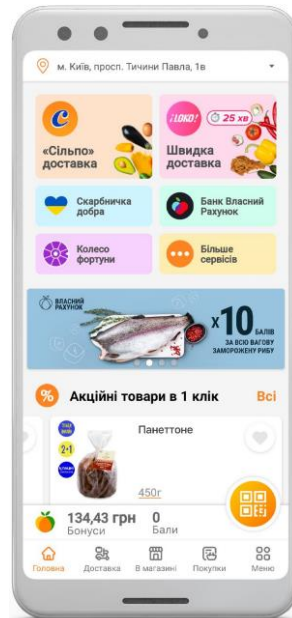 м. Київ, просп. Тичини Павла, 1в
«Сільпо»
доставка
¡LOKO!
25 хв
Швидка
доставка
Скарбничка
добра
Банк Власний
Рахунок
Колесо
фортуни
Більше
сервісів
ВЛАСНИЙ
РАХУНОК
х10 БАЛІВ
ЗА ВСЮ ВАГОВУ
ЗАМОРОЖЕНУ РИБУ
% Акційні товари в 1 клік Всі
Панеттоне
2+1
450г
134,43 грн 0
Бонуси Бали
Головна Доставка В магазині Покупки Меню